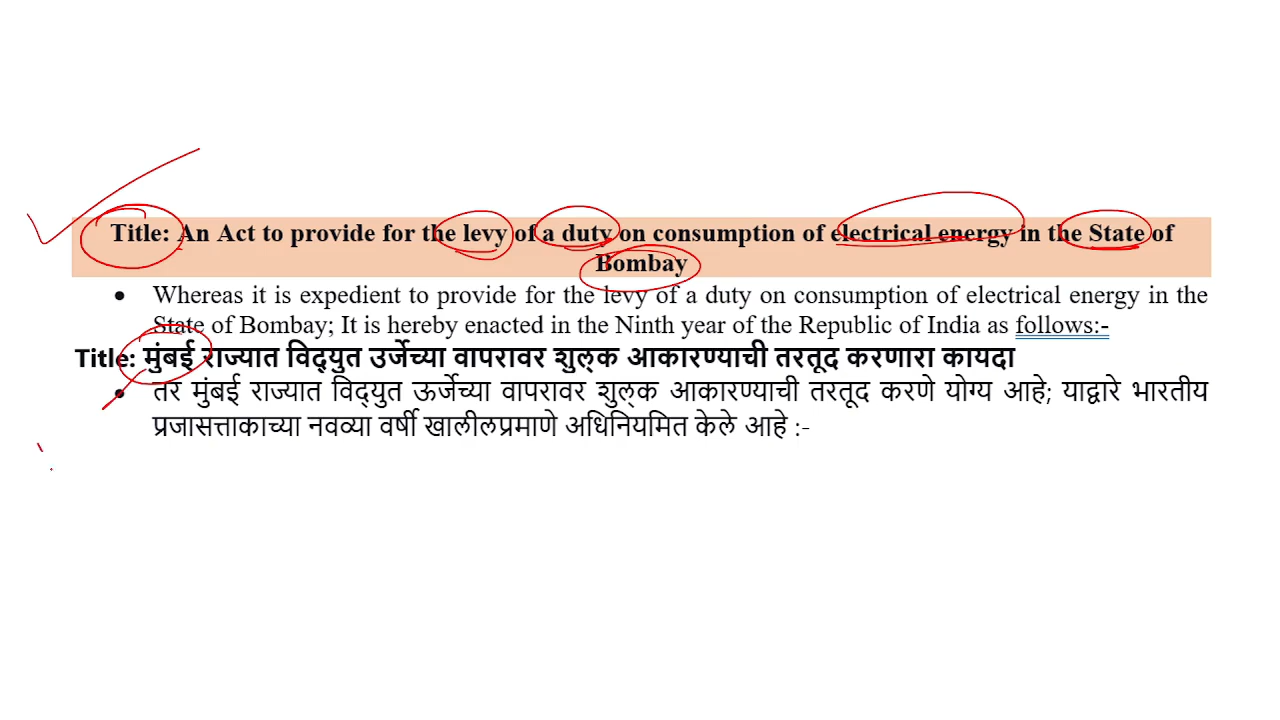 Title: An Act to provide for the levy of a duty on consumption of electrical energy in the State of
Bombay
• Whereas it is expedient to provide for the levy of a duty on consumption of electrical energy in the
State of Bombay; It is hereby enacted in the Ninth year of the Republic of India as follows:-
Title: मुंबई राज्यात विद्युत उर्जेच्या वापरावर शुल्क आकारण्याची तरतूद करणारा कायदा
• तर मुंबई राज्यात विद्युत ऊर्जेच्या वापरावर शुल्क आकारण्याची तरतूद करणे योग्य आहे; याद्वारे भारतीय
प्रजासत्ताकाच्या नवव्या वर्षी खालीलप्रमाणे अधिनियमित केले आहे :-